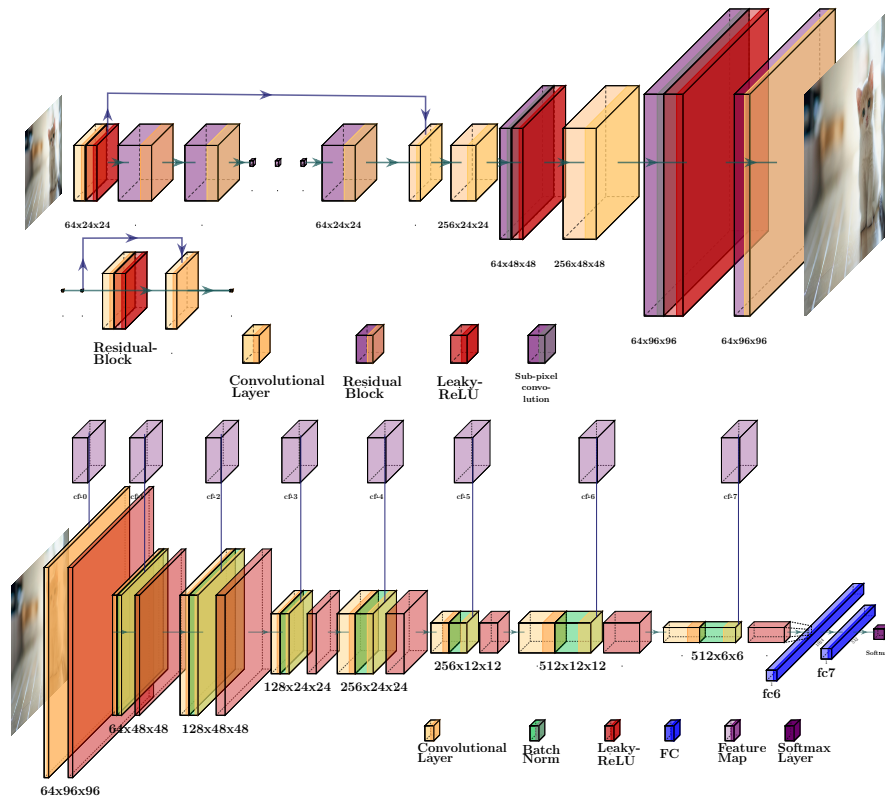 64x24x24
64x24x24
256x24x24
64x48x48
256x48x48
64x96x96
64x96x96
Residual-
Block
Convolutional
Layer
Residual
Block
Leaky-
ReLU
Sub-pixel
convo-
lution
cf-0
cf-2
cf-3
cf-4
cf-5
cf-6
cf-7
64x96x96
64x48x48
128x48x48
128x24x24
256x24x24
256x12x12
512x12x12
512x6x6
fc6
fc7
Convolutional
Layer
Batch
Norm
Leaky-
ReLU
FC
Feature
Map
Softmax
Layer